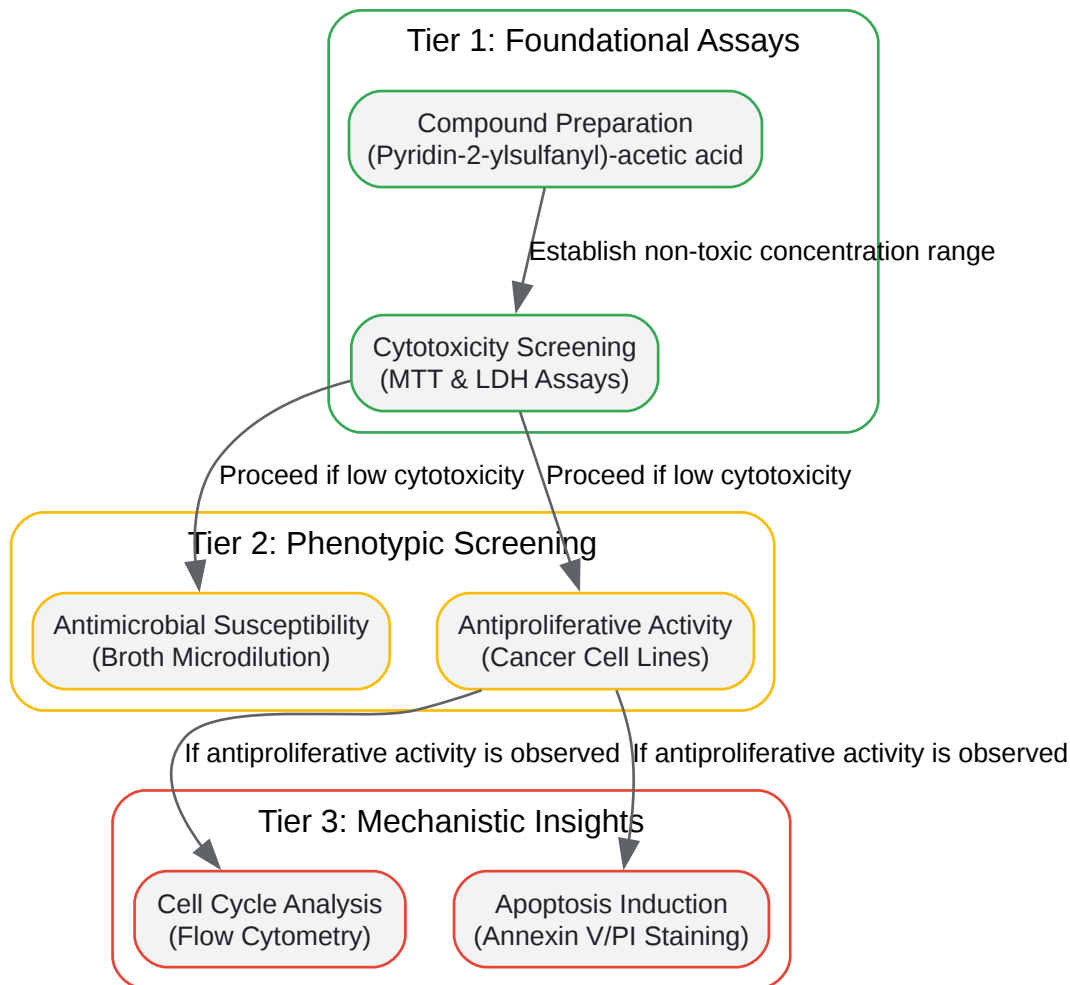 Tier 1: Foundational Assays
Compound Preparation
(Pyridin-2-ylsulfanyl)-acetic acid
Establish non-toxic concentration range
Cytotoxicity Screening
(MTT & LDH Assays)
Proceed if low cytotoxicity
Proceed if low cytotoxicity
Tier 2: Phenotypic Screening
Antimicrobial Susceptibility
(Broth Microdilution)
Antiproliferative Activity
(Cancer Cell Lines)
If antiproliferative activity is observed
If antiproliferative activity is observed
Tier 3: Mechanistic Insights
Cell Cycle Analysis
(Flow Cytometry)
Apoptosis Induction
(Annexin V/PI Staining)